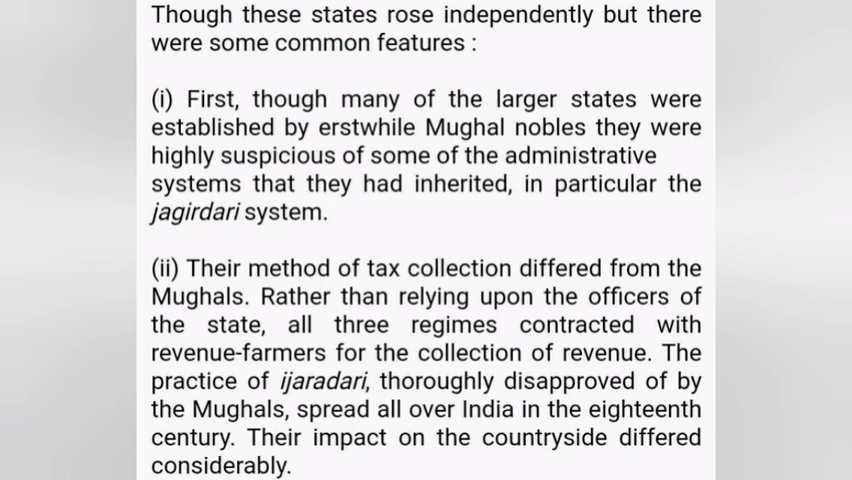 Though these states rose independently but there
were some common features :
(i) First, though many of the larger states were
established by erstwhile Mughal nobles they were
highly suspicious of some of the administrative
systems that they had inherited, in particular the
jagirdari system.
(ii) Their method of tax collection differed from the
Mughals. Rather than relying upon the officers of
the state, all three regimes contracted with
revenue-farmers for the collection of revenue. The
practice of ijaradari, thoroughly disapproved of by
the Mughals, spread all over India in the eighteenth
century. Their impact on the countryside differed
considerably.